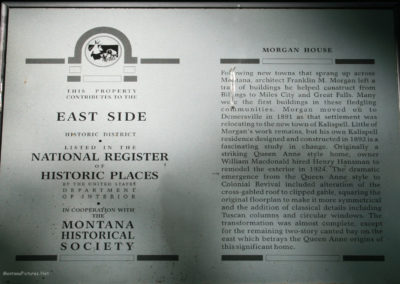 THIS PROPERTY
CONTRIBUTES TO THE
EAST SIDE
HISTORIC DISTRICT
LISTED IN THE
NATIONAL REGISTER
OF
HISTORIC PLACES
BY THE UNITED STATES
DEPARTMENT
OF INTERIOR
IN COOPERATION WITH
THE
MONTANA
HISTORICAL
SOCIETY
MORGAN HOUSE
Following new towns that sprang up across
Montana, architect Franklin M. Morgan left a
trail of buildings he helped construct from
Billings to Miles City and Great Falls. Many
were the first buildings in these fledgling
communities. Morgan moved on to
Demersville in 1891 as that settlement was
relocating to the new town of Kalispell. Little of
Morgan's work remains, but his own Kalispell
residence designed and constructed in 1892 is a
fascinating study in change. Originally a
striking Queen Anne style home, owner
William Macdonald hired Henry Hannman to
remodel the exterior in 1924. The dramatic
emergence from the Queen Anne style to
Colonial Revival included alteration of the
cross-gabled roof to clipped gable, squaring the
original floorplan to make it more symmetrical
and the addition of classical details including
Tuscan columns and circular windows. The
transformation was almost complete, except
for the remaining two-story canted bay on the
east which betrays the Queen Anne origins of
this significant home.
MontanaPictures.Net